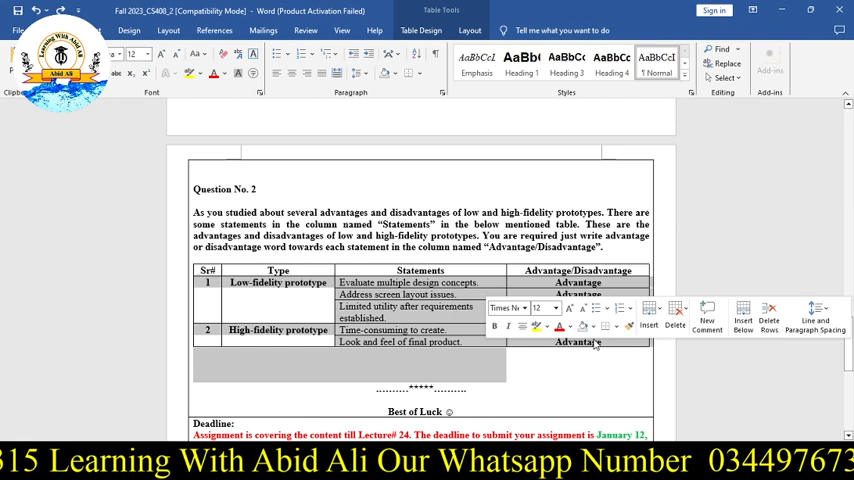 Fall 2023_CS408_2 [Compatibility Mode] - Word (Product Activation Failed)
Table Tools
Sign in
Design Layout References Mailings Review View Help Table Design Layout Tell me what you want to do
12
AaBbCcI AaBbC AaBbCc AaBbCc AaBbCcI
Emphasis Heading 1 Heading 3 Heading 4 ¶ Normal
Find
Replace
Select
Add-ins
Font Paragraph Styles Editing Add-ins
Learning With Abid Ali
Abid Ali
Question No. 2
As you studied about several advantages and disadvantages of low and high-fidelity prototypes. There are
some statements in the column named “Statements” in the below mentioned table. These are the
advantages and disadvantages of low and high-fidelity prototypes. You are required just write advantage
or disadvantage word towards each statement in the column named “Advantage/Disadvantage”.
Sr# Type Statements Advantage/Disadvantage
1 Low-fidelity prototype Evaluate multiple design concepts. Advantage
Address screen layout issues. Advantage
Limited utility after requirements
established.
2 High-fidelity prototype Time-consuming to create.
Look and feel of final product. Advantage
Times Ne 12
Insert Delete New Comment Insert Below Delete Rows Line and Paragraph Spacing
----------*****----------
Best of Luck ☺
Deadline:
Assignment is covering the content till Lecture# 24. The deadline to submit your assignment is January 12,
315 Learning With Abid Ali Our Whatsapp Number 034497673